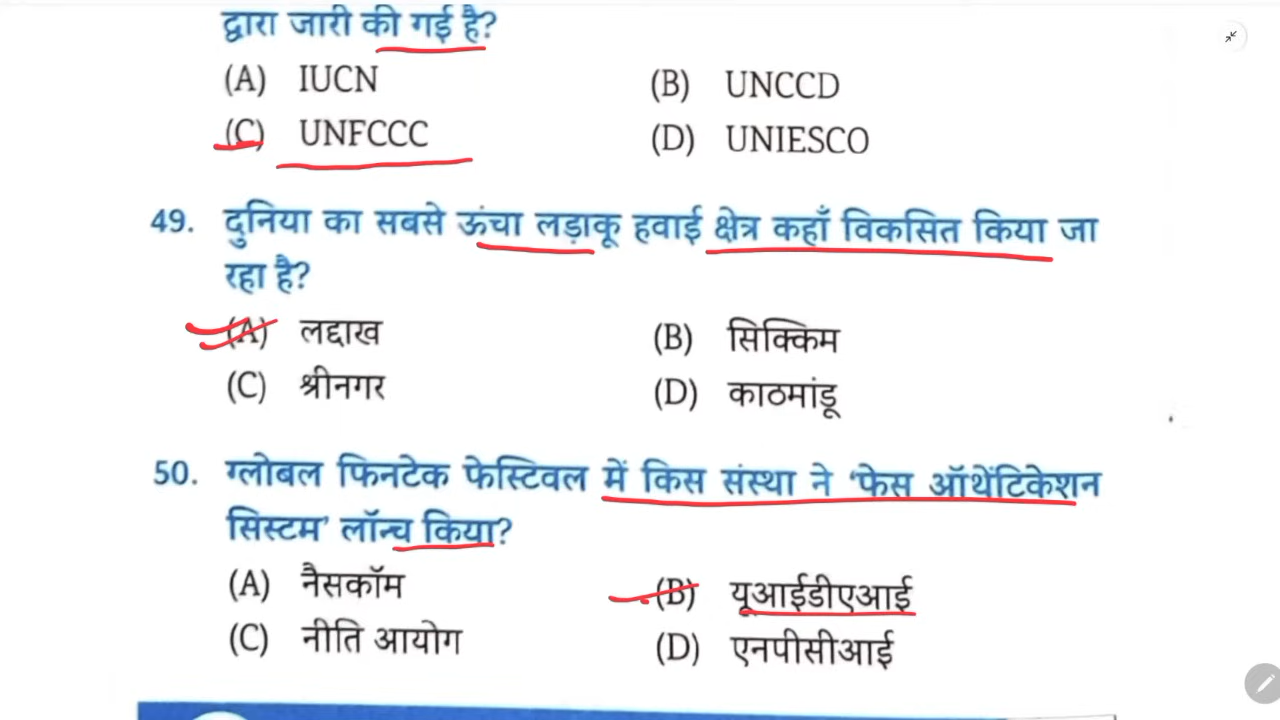 द्वारा जारी की गई है?
(A) IUCN (B) UNCCD
(C) UNFCCC (D) UNIESCO
49. दुनिया का सबसे ऊंचा लड़ाकू हवाई क्षेत्र कहाँ विकसित किया जा
रहा है?
(A) लद्दाख (B) सिक्किम
(C) श्रीनगर (D) काठमांडू
50. ग्लोबल फिनटेक फेस्टिवल में किस संस्था ने 'फेस ऑथेंटिकेशन
सिस्टम' लॉन्च किया?
(A) नैसकॉम (B) यूआईडीएआई
(C) नीति आयोग (D) एनपीसीआई